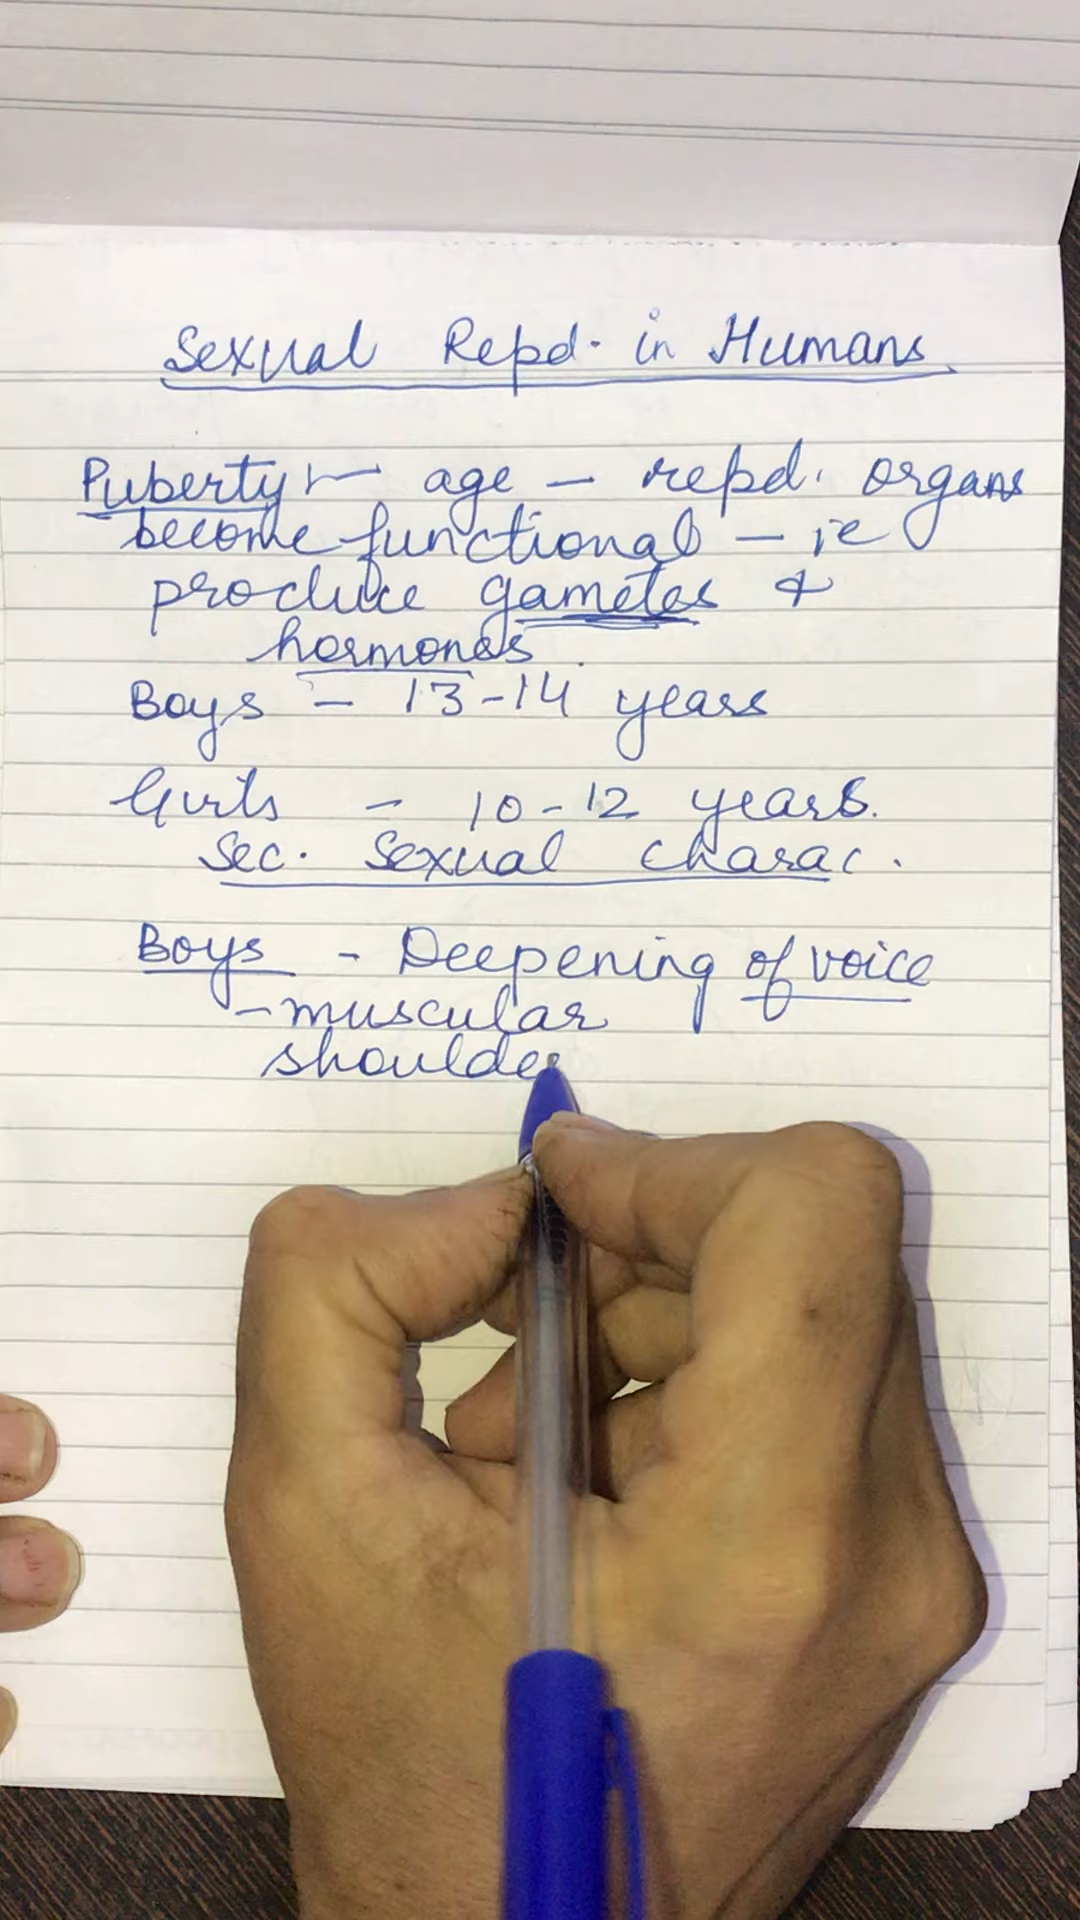 Sexual Repd. in Humans
Puberty :- age - repd. organs
become functional - ie
produce gametes &
hormones
Boys - 13-14 years
Girls - 10-12 years.
Sec. Sexual charac.
Boys - Deepening of voice
- muscular
shoulde